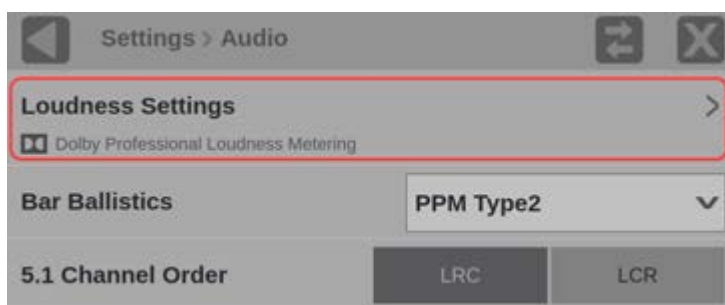 Settings > Audio
Loudness Settings >
Dolby Professional Loudness Metering
Bar Ballistics PPM Type2
5.1 Channel Order LRC LCR